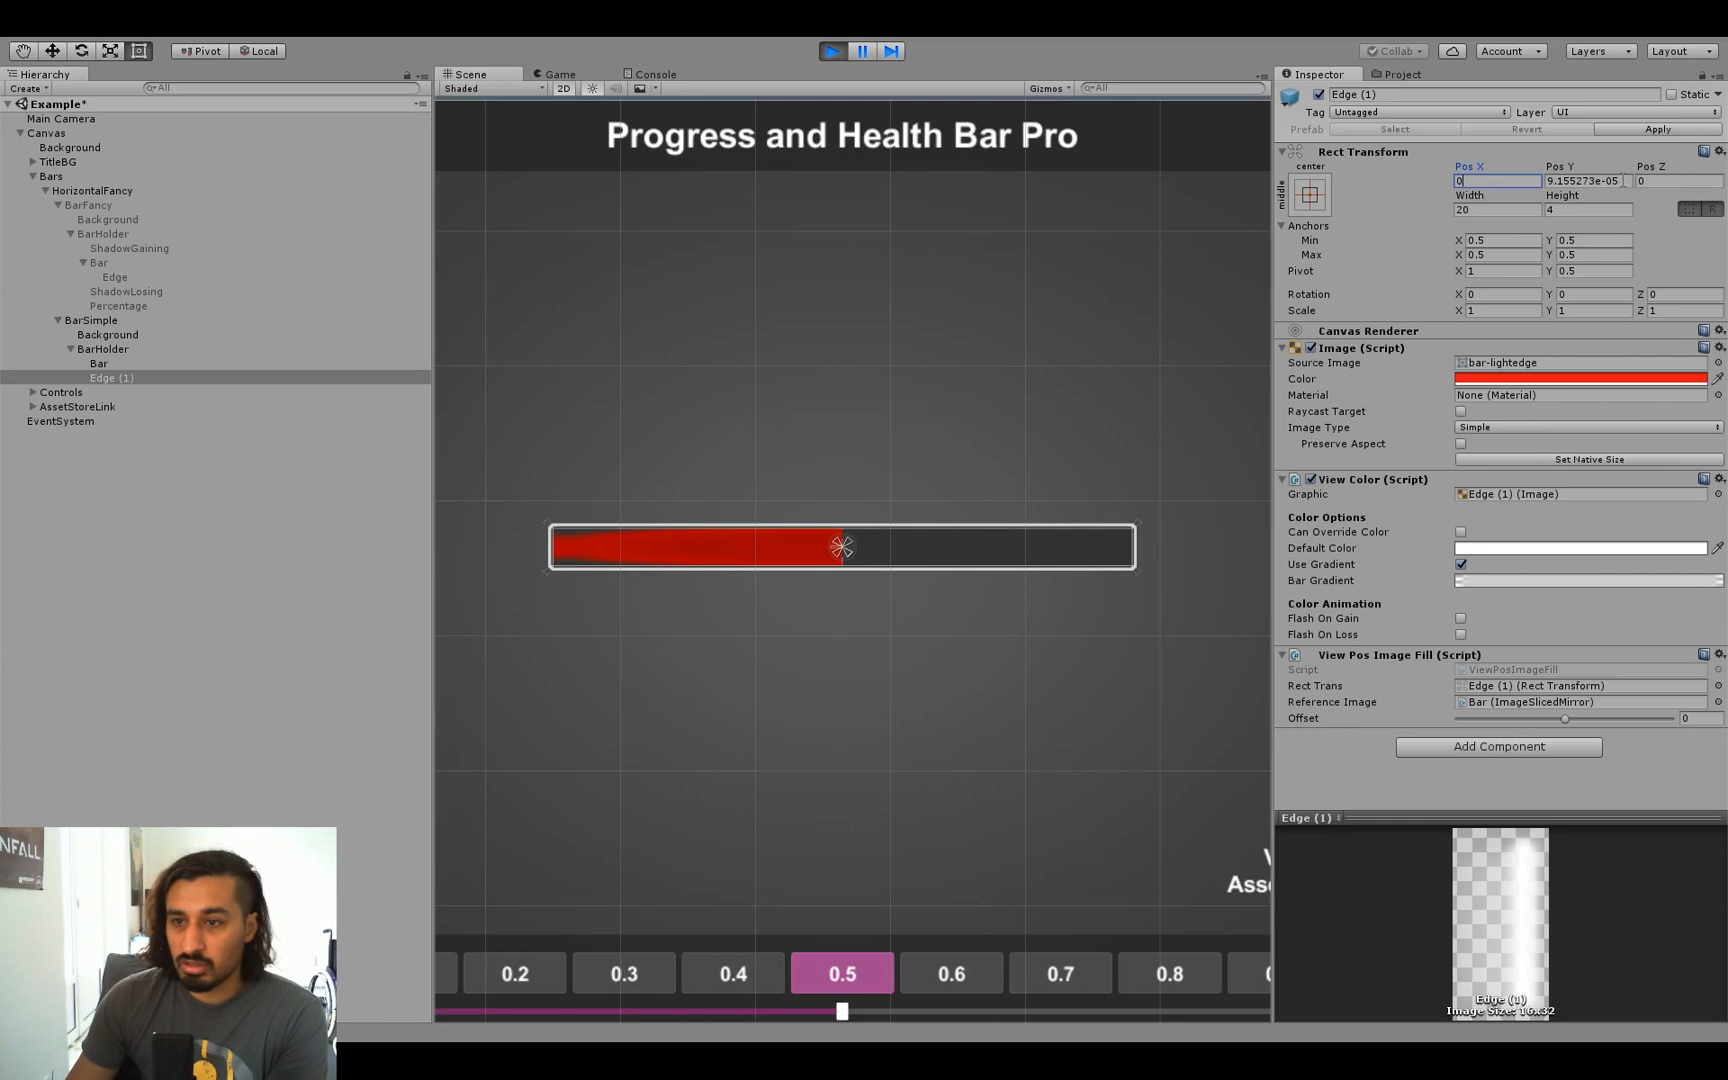 Pivot
Local
Collab
Account
Layers
Layout
Hierarchy
Scene
Game
Console
Inspector
Project
Create
All
Shaded
2D
Gizmos
All
Example*
Main Camera
Canvas
Background
TitleBG
Bars
HorizontalFancy
BarFancy
Background
BarHolder
ShadowGaining
Bar
Edge
ShadowLosing
Percentage
BarSimple
Background
BarHolder
Bar
Edge (1)
Controls
AssetStoreLink
EventSystem
Progress and Health Bar Pro
Asse
0.2
0.3
0.4
0.5
0.6
0.7
0.8
Edge (1)
Static
Tag Untagged Layer UI
Prefab Select Revert Apply
Rect Transform
center
middle
Pos X Pos Y Pos Z
0 9.155273e-05 0
Width Height
20 4
R
Anchors
Min X 0.5 Y 0.5
Max X 0.5 Y 0.5
Pivot X 1 Y 0.5
Rotation X 0 Y 0 Z 0
Scale X 1 Y 1 Z 1
Canvas Renderer
Image (Script)
Source Image bar-lightedge
Color
Material None (Material)
Raycast Target
Image Type Simple
Preserve Aspect
Set Native Size
View Color (Script)
Graphic Edge (1) (Image)
Color Options
Can Override Color
Default Color
Use Gradient
Bar Gradient
Color Animation
Flash On Gain
Flash On Loss
View Pos Image Fill (Script)
Script ViewPosImageFill
Rect Trans Edge (1) (Rect Transform)
Reference Image Bar (ImageSlicedMirror)
Offset 0
Add Component
Edge (1)
Edge (1)
Image Size: 16x32
NFALL